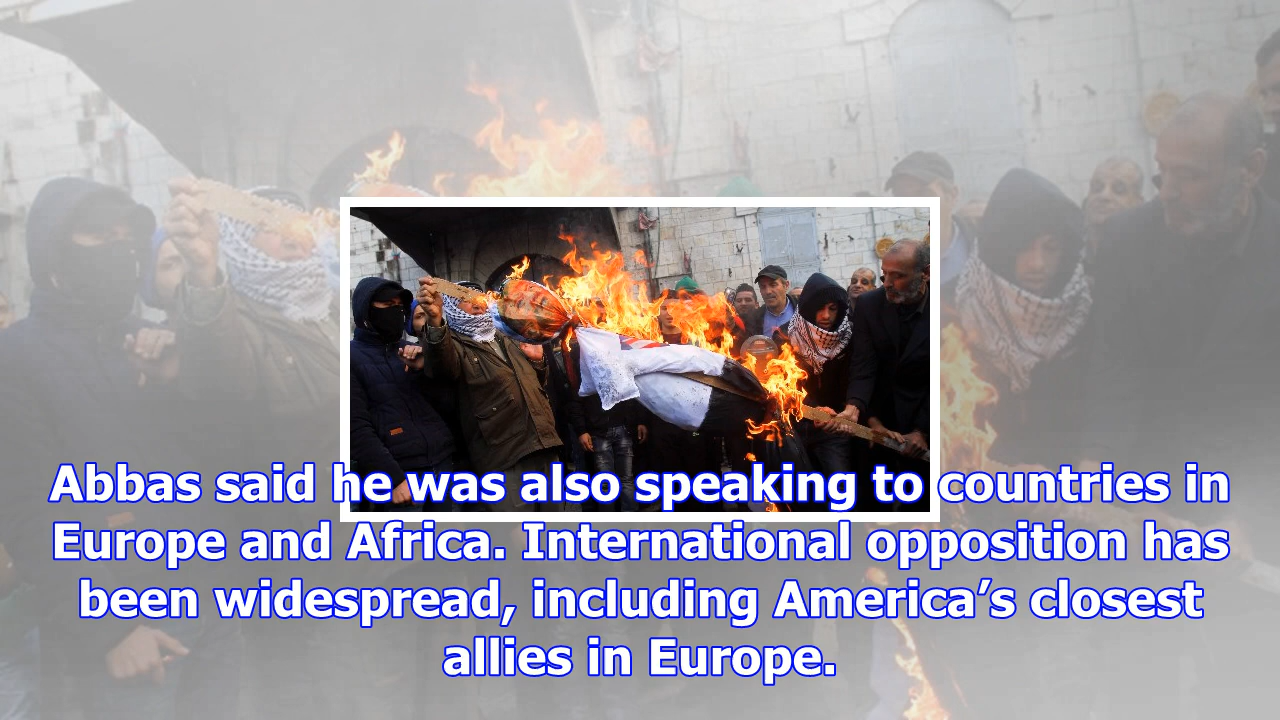 Abbas said he was also speaking to countries in
Europe and Africa. International opposition has
been widespread, including America’s closest
allies in Europe.